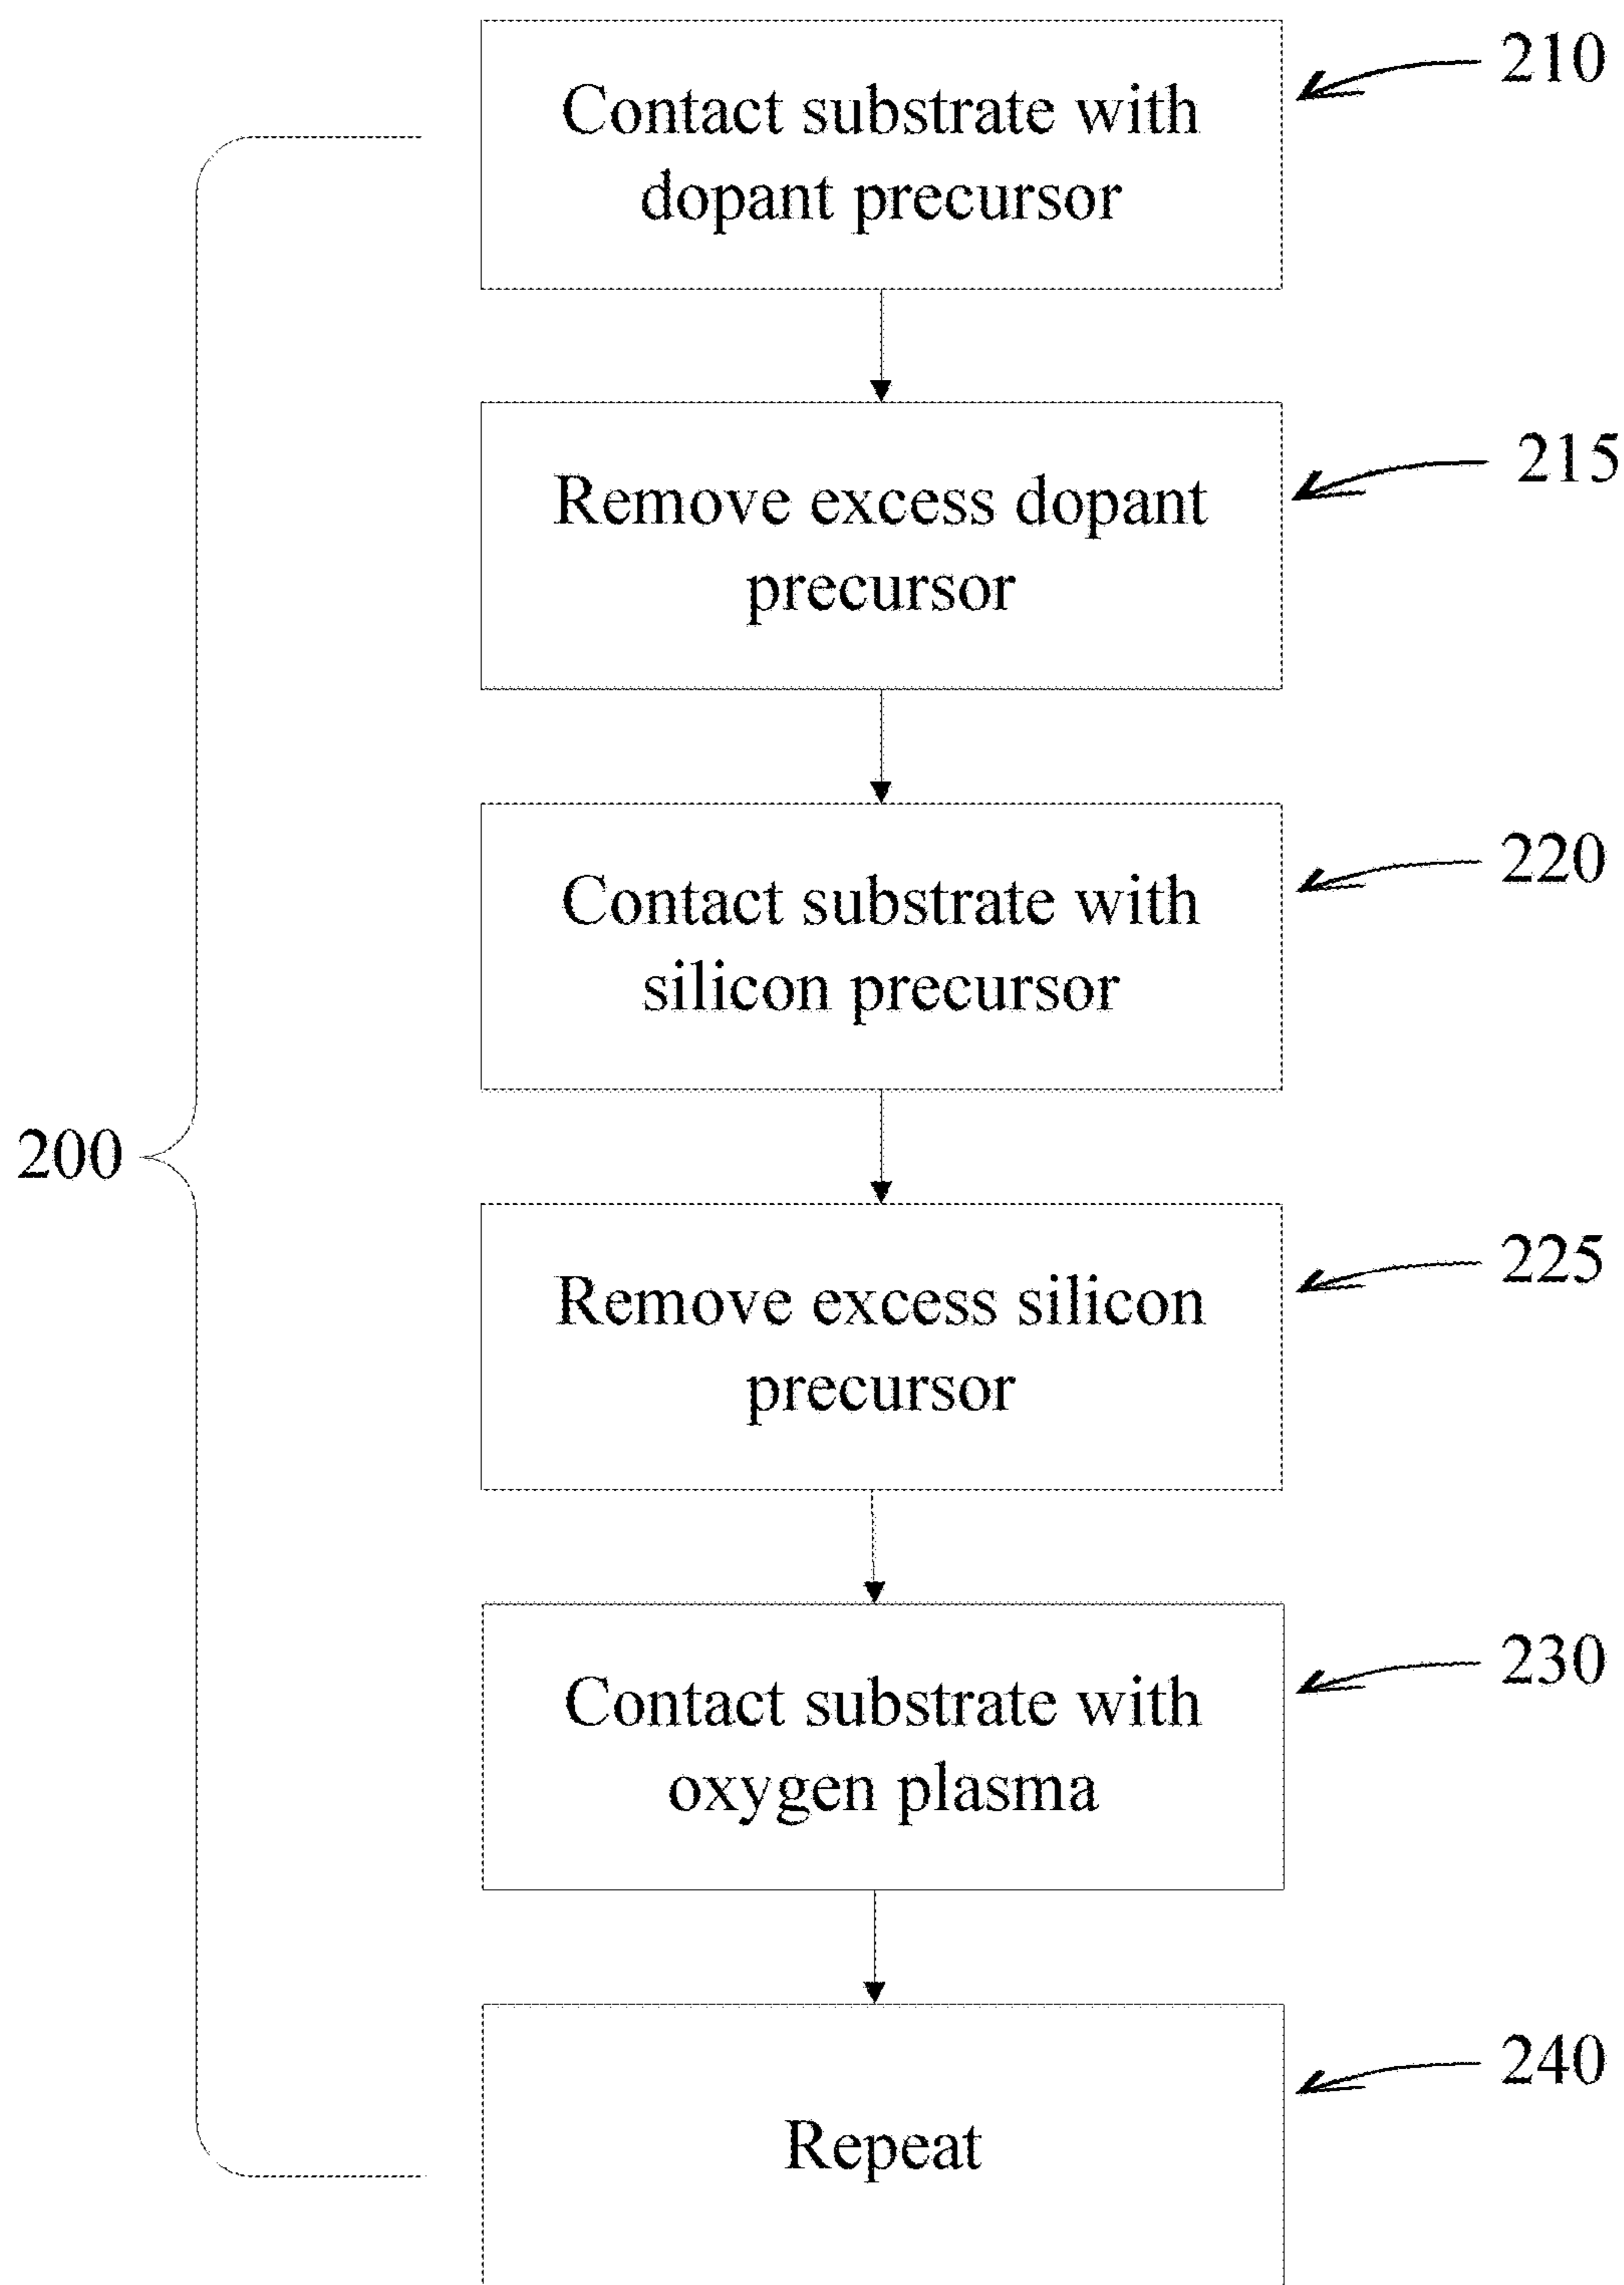 210
Contact substrate with
dopant precursor
215
Remove excess dopant
precursor
220
Contact substrate with
silicon precursor
200
225
Remove excess silicon
precursor
230
Contact substrate with
oxygen plasma
240
Repeat